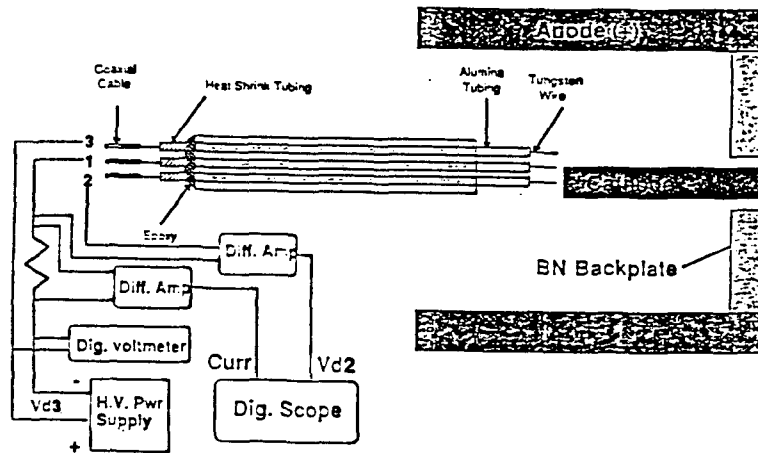 Anode(+)
Coaxial
Cable
Heat Shrink Tubing
Alumina
Tubing
Tungsten
Wire
3
1
2
Cathode
Epoxy
Diff. Amp
Diff. Amp
BN Backplate
Dig. voltmeter
Curr
Vd2
-
Vd3
H.V. Pwr
Supply
+
Dig. Scope